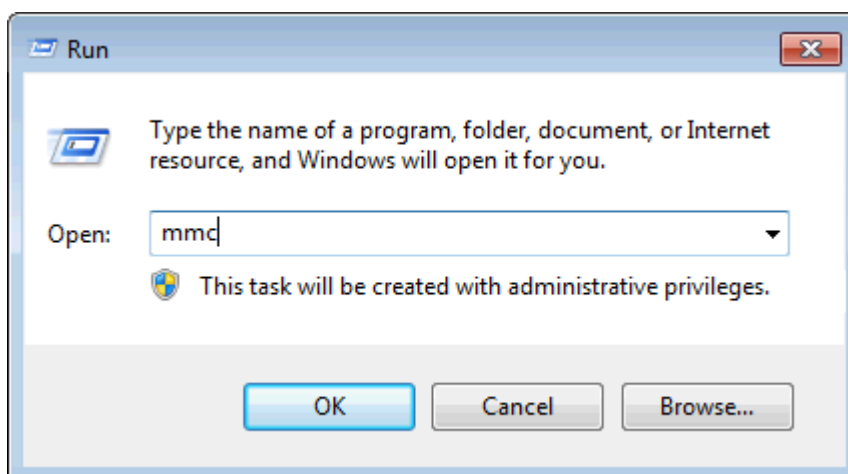 Run
Type the name of a program, folder, document, or Internet
resource, and Windows will open it for you.
Open: mmc
This task will be created with administrative privileges.
OK Cancel Browse...